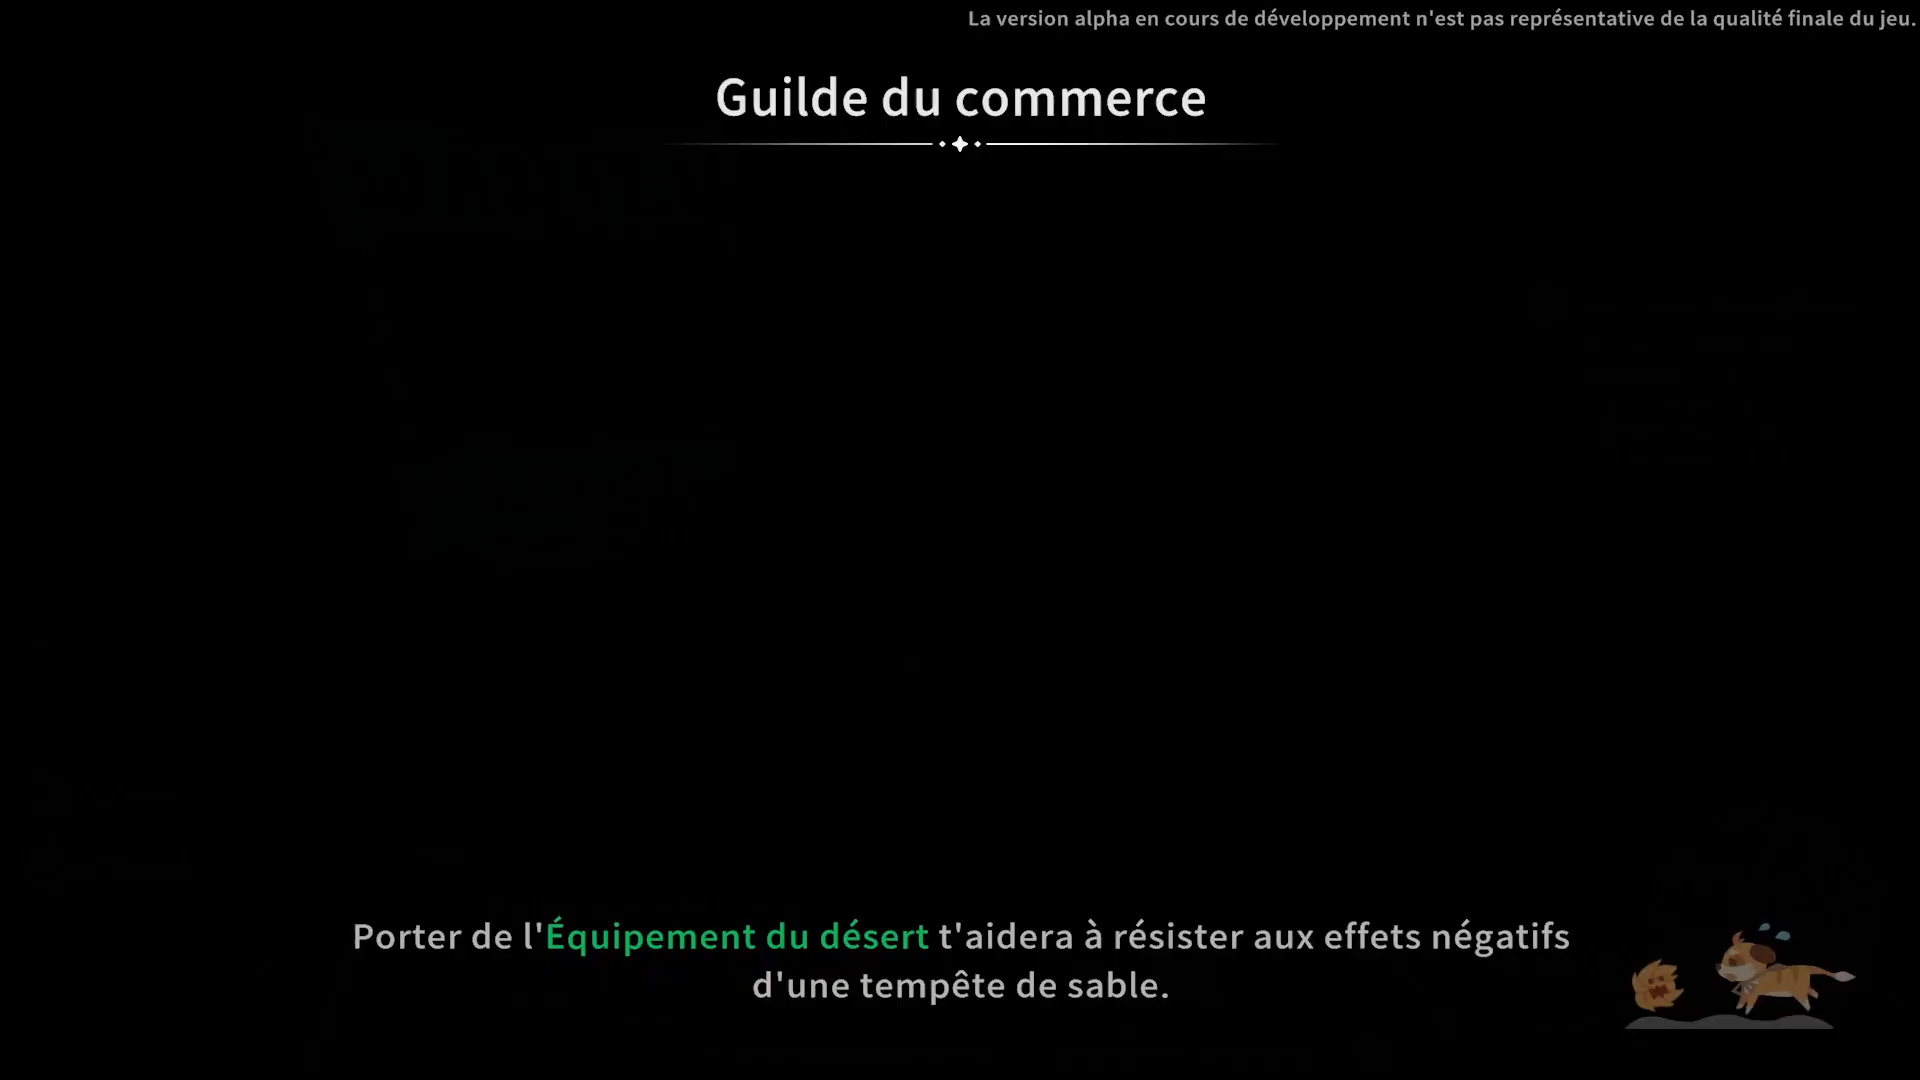 La version alpha en cours de développement n'est pas représentative de la qualité finale du jeu.
Guilde du commerce
Porter de l'Équipement du désert t'aidera à résister aux effets négatifs
d'une tempête de sable.